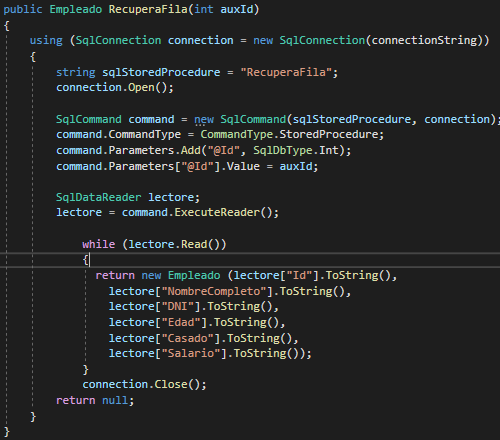 public Empleado RecuperaFila(int auxId)
{
using (SqlConnection connection = new SqlConnection(connectionString))
{
string sqlStoredProcedure = "RecuperaFila";
connection.Open();
SqlCommand command = new SqlCommand(sqlStoredProcedure, connection);
command.CommandType = CommandType.StoredProcedure;
command.Parameters.Add("@Id", SqlDbType.Int);
command.Parameters["@Id"].Value = auxId;
SqlDataReader lectore;
lectore = command.ExecuteReader();
while (lectore.Read())
{
return new Empleado (lectore["Id"].ToString(),
lectore["NombreCompleto"].ToString(),
lectore["DNI"].ToString(),
lectore["Edad"].ToString(),
lectore["Casado"].ToString(),
lectore["Salario"].ToString());
}
connection.Close();
return null;
}
}